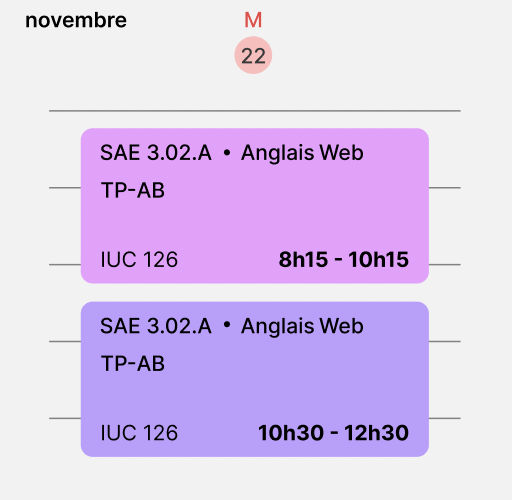 novembre
M
22
SAE 3.02.A • Anglais Web
TP-AB
IUC 126 8h15 - 10h15
SAE 3.02.A • Anglais Web
TP-AB
IUC 126 10h30 - 12h30